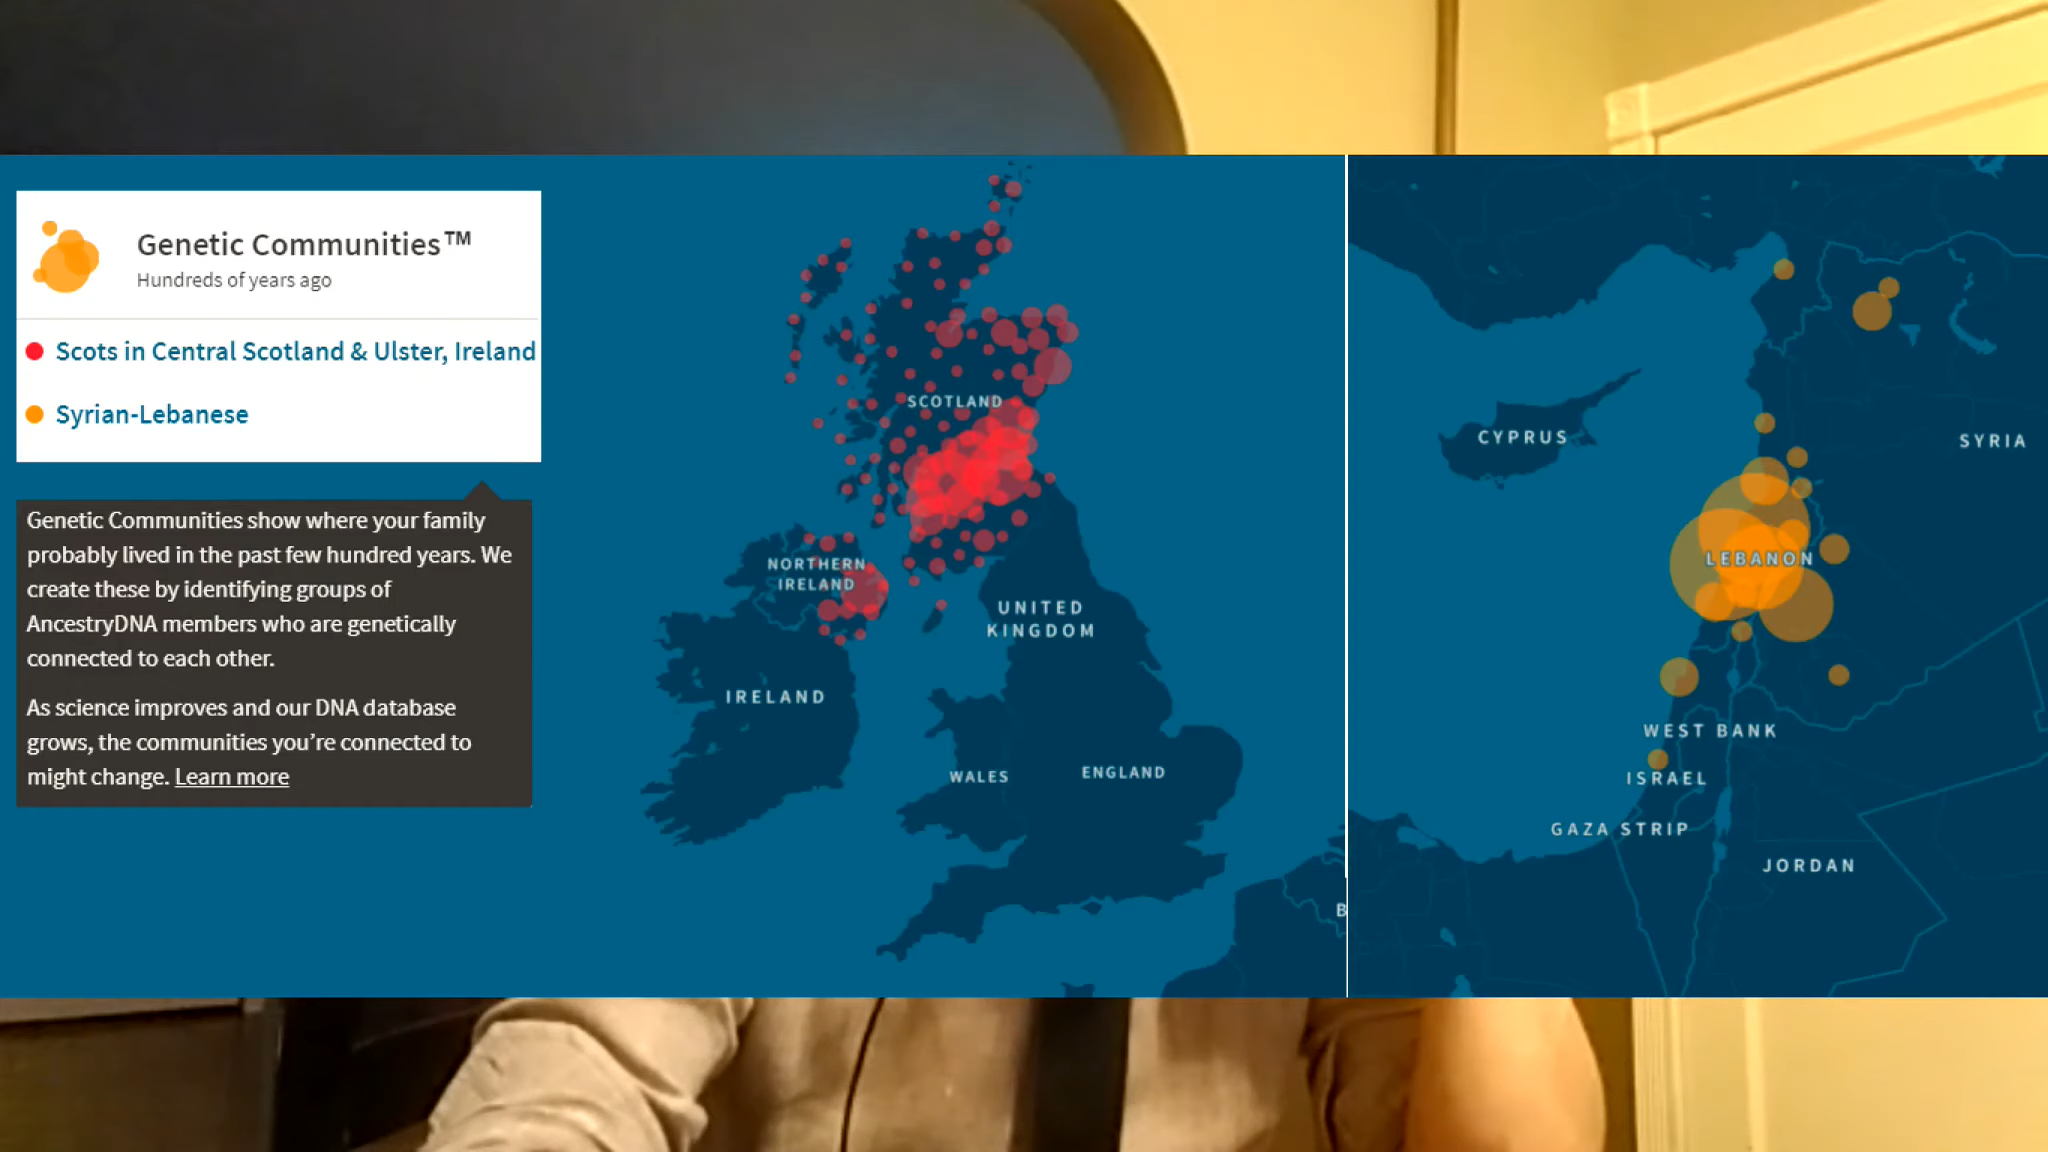 Genetic Communities™
Hundreds of years ago
Scots in Central Scotland & Ulster, Ireland
Syrian-Lebanese
Genetic Communities show where your family
probably lived in the past few hundred years. We
create these by identifying groups of
AncestryDNA members who are genetically
connected to each other.
As science improves and our DNA database
grows, the communities you're connected to
might change. Learn more
SCOTLAND
NORTHERN
IRELAND
UNITED
KINGDOM
IRELAND
WALES
ENGLAND
B
CYPRUS
SYRIA
LEBANON
WEST BANK
ISRAEL
GAZA STRIP
JORDAN